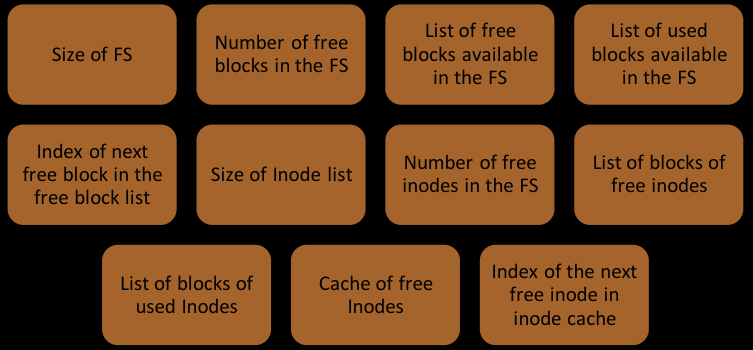 Size of FS
Number of free
blocks in the FS
List of free
blocks available
in the FS
List of used
blocks available
in the FS
Index of next
free block in the
free block list
Size of Inode list
Number of free
inodes in the FS
List of blocks of
free inodes
List of blocks of
used Inodes
Cache of free
Inodes
Index of the next
free inode in
inode cache